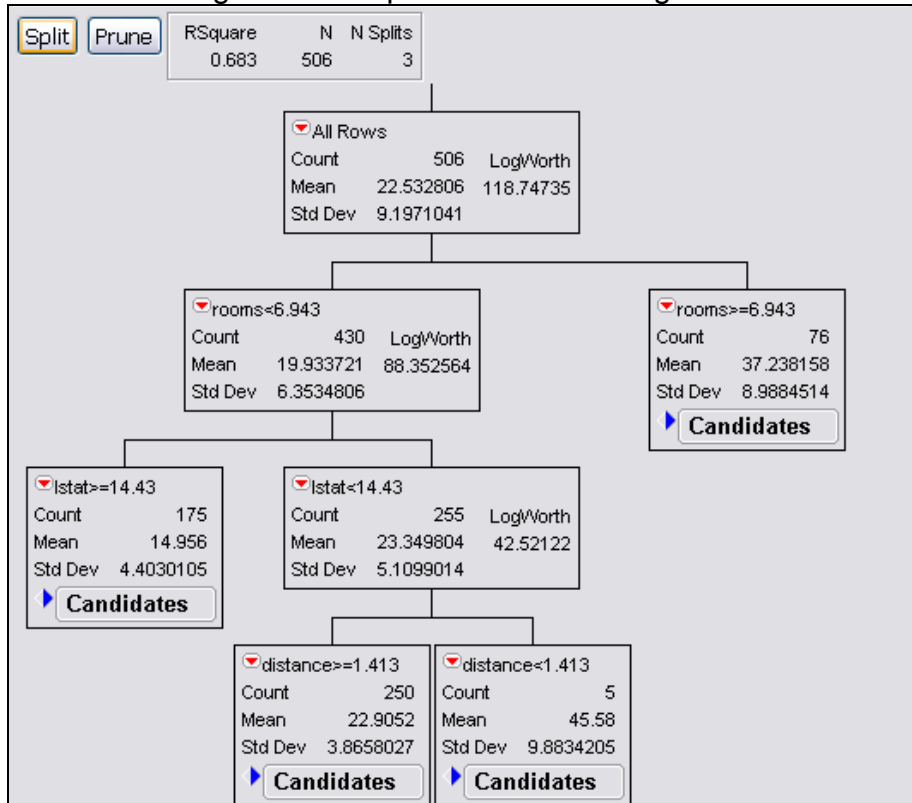 Split Prune RSquare N N Splits
0.683 506 3
All Rows
Count 506 LogWorth
Mean 22.532806 118.74735
Std Dev 9.1971041
rooms<6.943
Count 430 LogWorth
Mean 19.933721 88.352564
Std Dev 6.3534806
rooms>=6.943
Count 76
Mean 37.238158
Std Dev 8.9884514
Candidates
lstat>=14.43
Count 175
Mean 14.956
Std Dev 4.4030105
Candidates
lstat<14.43
Count 255 LogWorth
Mean 23.349804 42.52122
Std Dev 5.1099014
distance>=1.413
Count 250
Mean 22.9052
Std Dev 3.8658027
Candidates
distance<1.413
Count 5
Mean 45.58
Std Dev 9.8834205
Candidates